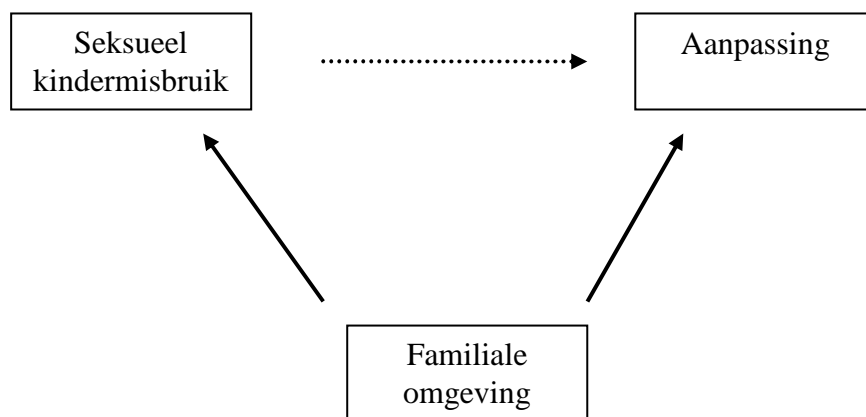 Seksueel
kindermisbruik
Aanpassing
Familiale
omgeving